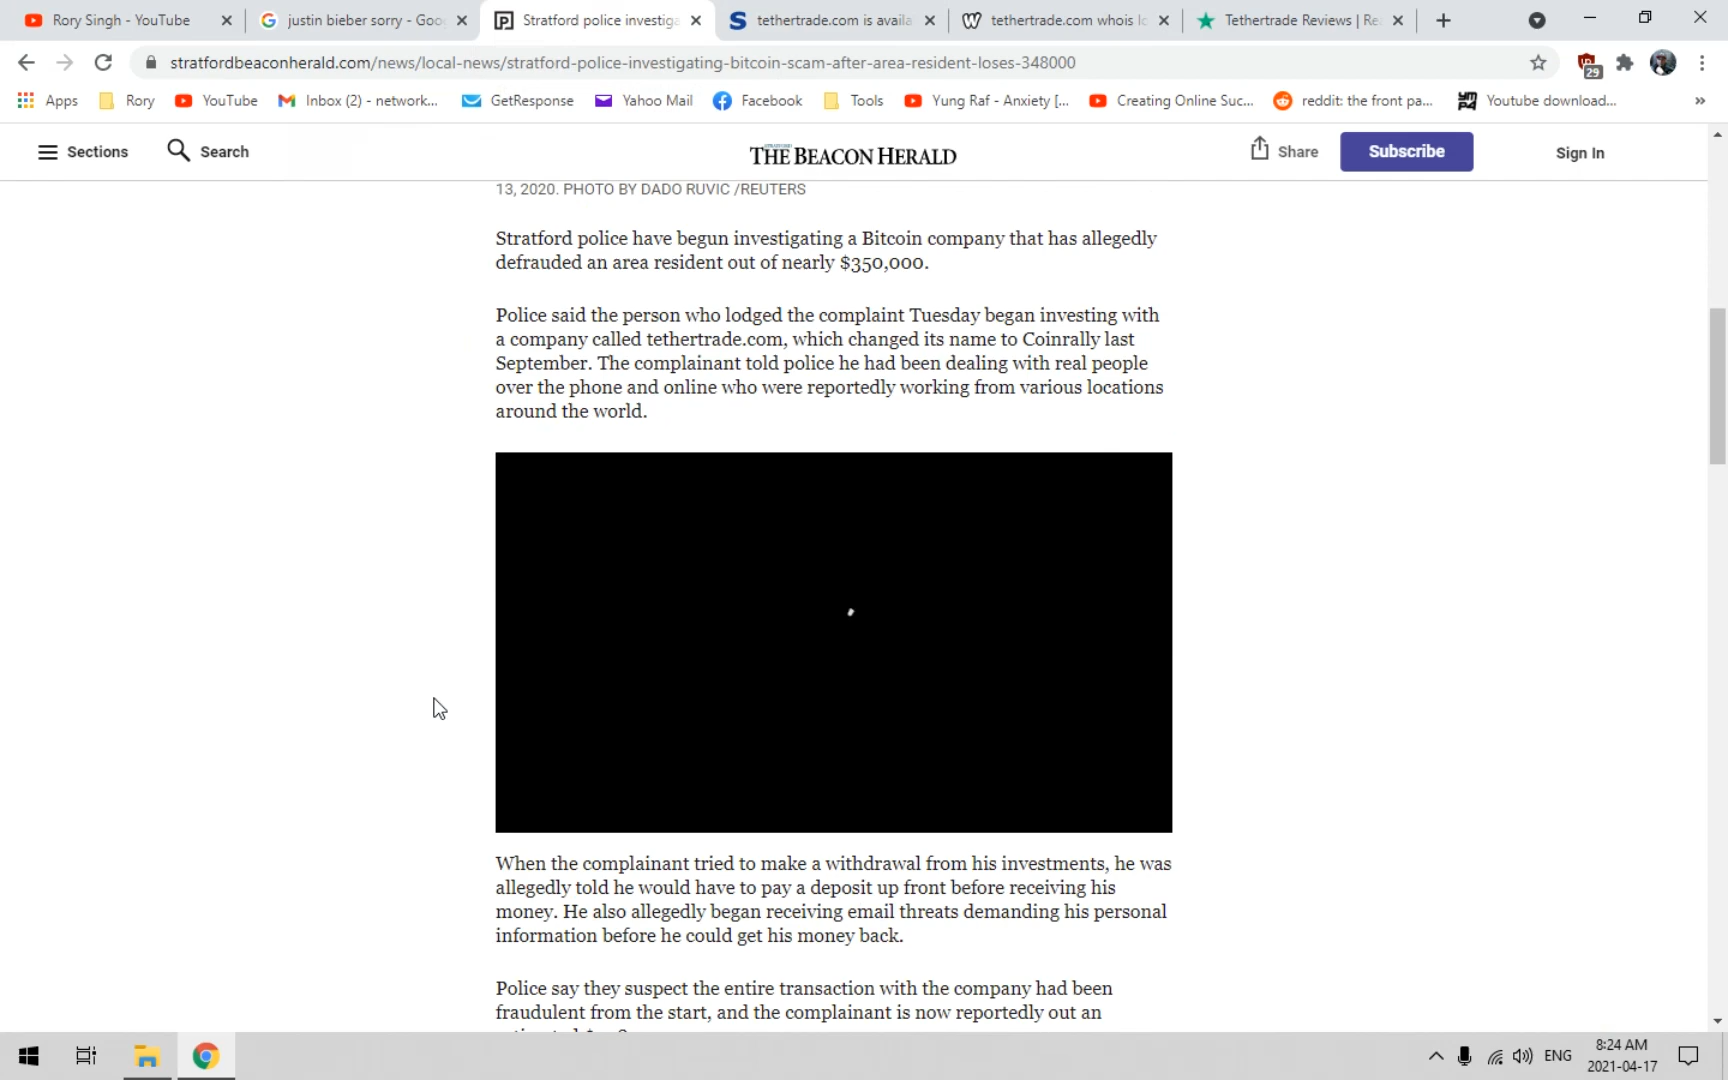 Rory Singh - YouTube
justin bieber sorry - Goo
Stratford police investiga
tethertrade.com is availa
tethertrade.com whois lo
Tethertrade Reviews | Re
stratfordbeaconherald.com/news/local-news/stratford-police-investigating-bitcoin-scam-after-area-resident-loses-348000
29
Apps
Rory
YouTube
Inbox (2) - network...
GetResponse
Yahoo Mail
Facebook
Tools
Yung Raf - Anxiety [...
Creating Online Suc...
reddit: the front pa...
Youtube download...
Sections
Search
THE BEACON HERALD
Share
Subscribe
Sign In
13, 2020. PHOTO BY DADO RUVIC /REUTERS
Stratford police have begun investigating a Bitcoin company that has allegedly
defrauded an area resident out of nearly $350,000.
Police said the person who lodged the complaint Tuesday began investing with
a company called tethertrade.com, which changed its name to Coinrally last
September. The complainant told police he had been dealing with real people
over the phone and online who were reportedly working from various locations
around the world.
When the complainant tried to make a withdrawal from his investments, he was
allegedly told he would have to pay a deposit up front before receiving his
money. He also allegedly began receiving email threats demanding his personal
information before he could get his money back.
Police say they suspect the entire transaction with the company had been
fraudulent from the start, and the complainant is now reportedly out an
ENG
8:24 AM
2021-04-17